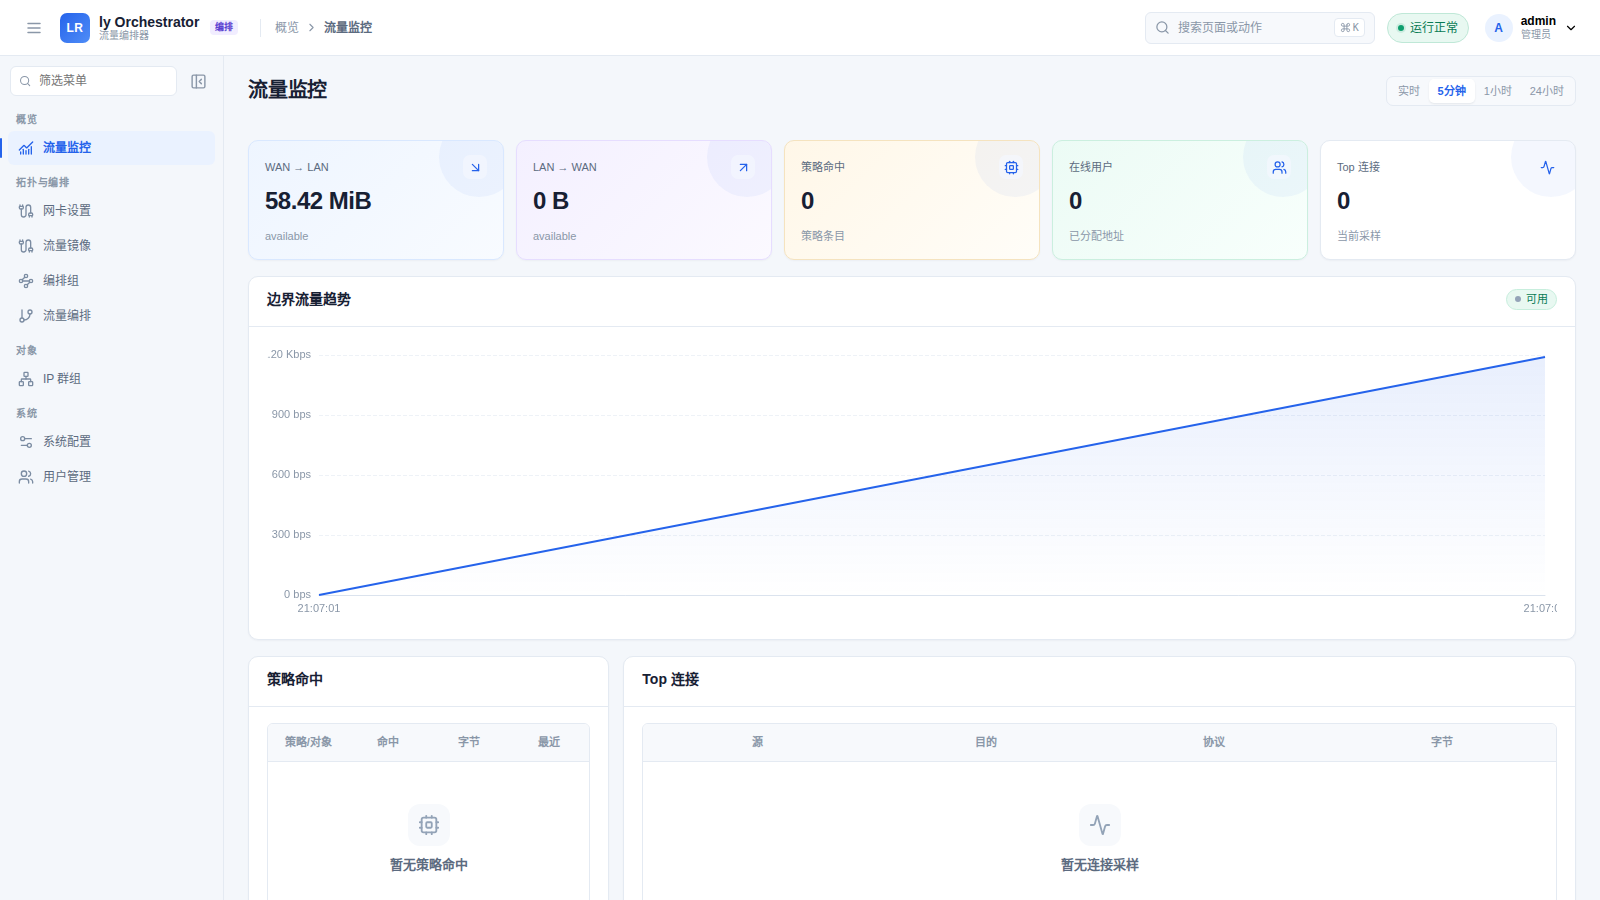 LR
ly Orchestrator
编排
流量编排器
概览
流量监控
搜索页面或动作
⌘K
运行正常
A
admin
管理员
筛选菜单
概览
流量监控
拓扑与编排
网卡设置
流量镜像
编排组
流量编排
对象
IP 群组
系统
系统配置
用户管理
流量监控
实时
5分钟
1小时
24小时
WAN → LAN
58.42 MiB
available
LAN → WAN
0 B
available
策略命中
0
策略条目
在线用户
0
已分配地址
Top 连接
0
当前采样
边界流量趋势
可用
.20 Kbps
900 bps
600 bps
300 bps
0 bps
21:07:01
21:07:0
策略命中
策略/对象
命中
字节
最近
暂无策略命中
Top 连接
源
目的
协议
字节
暂无连接采样